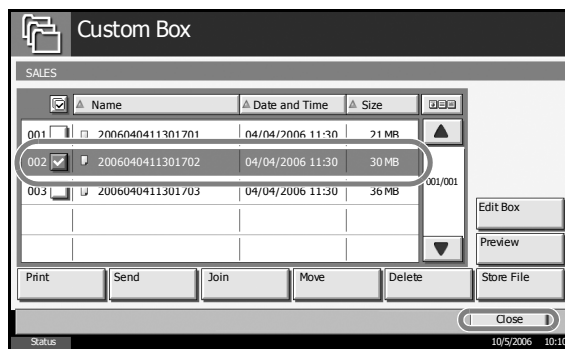 Custom Box
SALES
Name Date and Time Size
001 2006040411301701 04/04/2006 11:30 21 MB
002 2006040411301702 04/04/2006 11:30 30 MB
003 2006040411301703 04/04/2006 11:30 36 MB
001/001
Edit Box
Preview
Print Send Join Move Delete Store File
Close
Status 10/5/2006 10:10